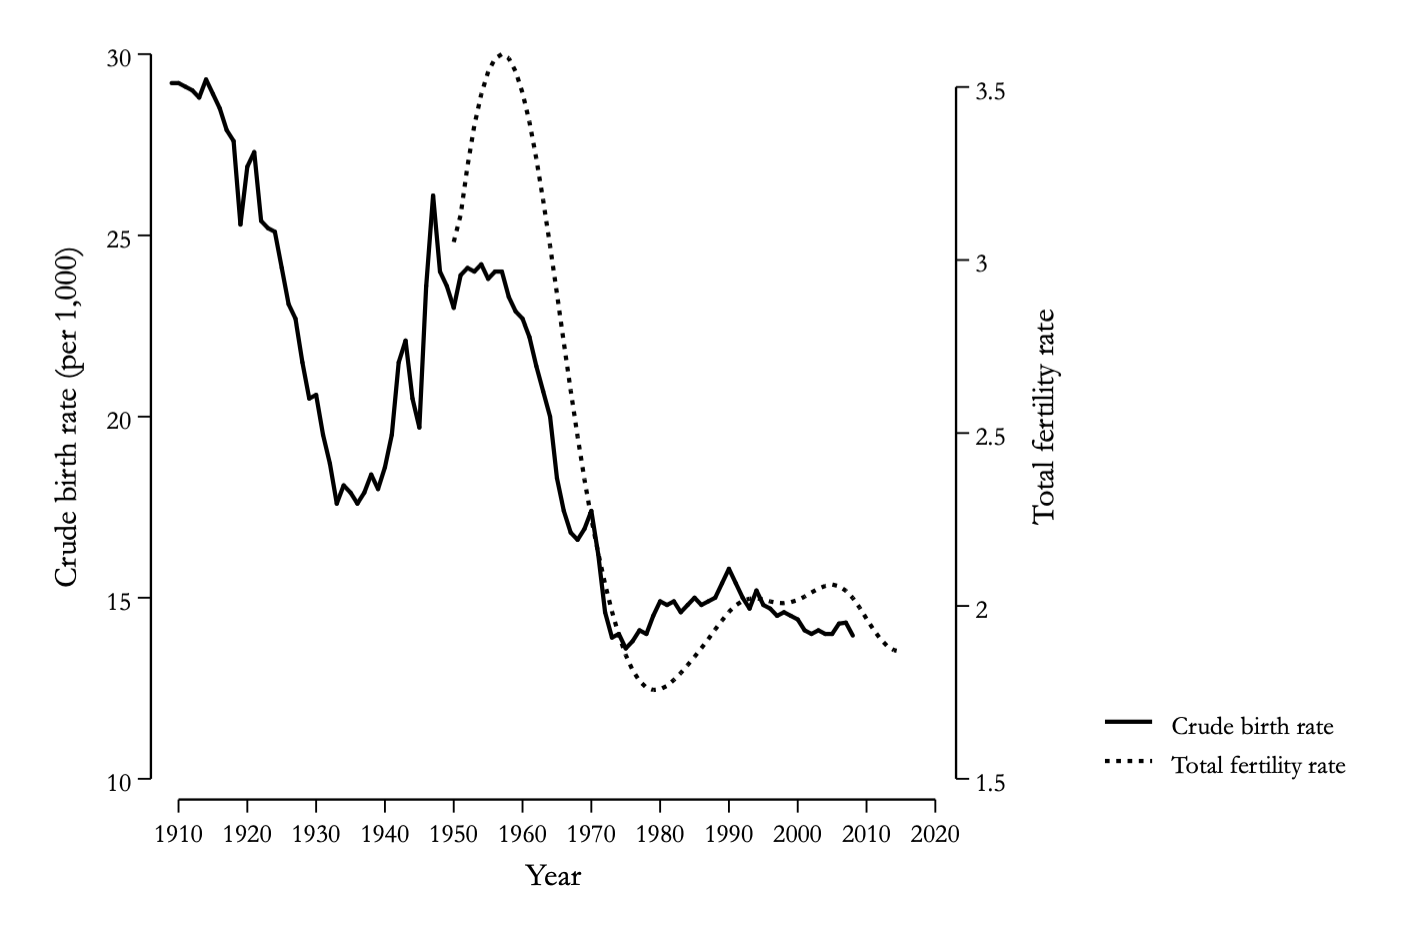 30
25
20
15
10
Crude birth rate (per 1,000)
3.5
3
2.5
2
1.5
Total fertility rate
1910 1920 1930 1940 1950 1960 1970 1980 1990 2000 2010 2020
Year
Crude birth rate
Total fertility rate